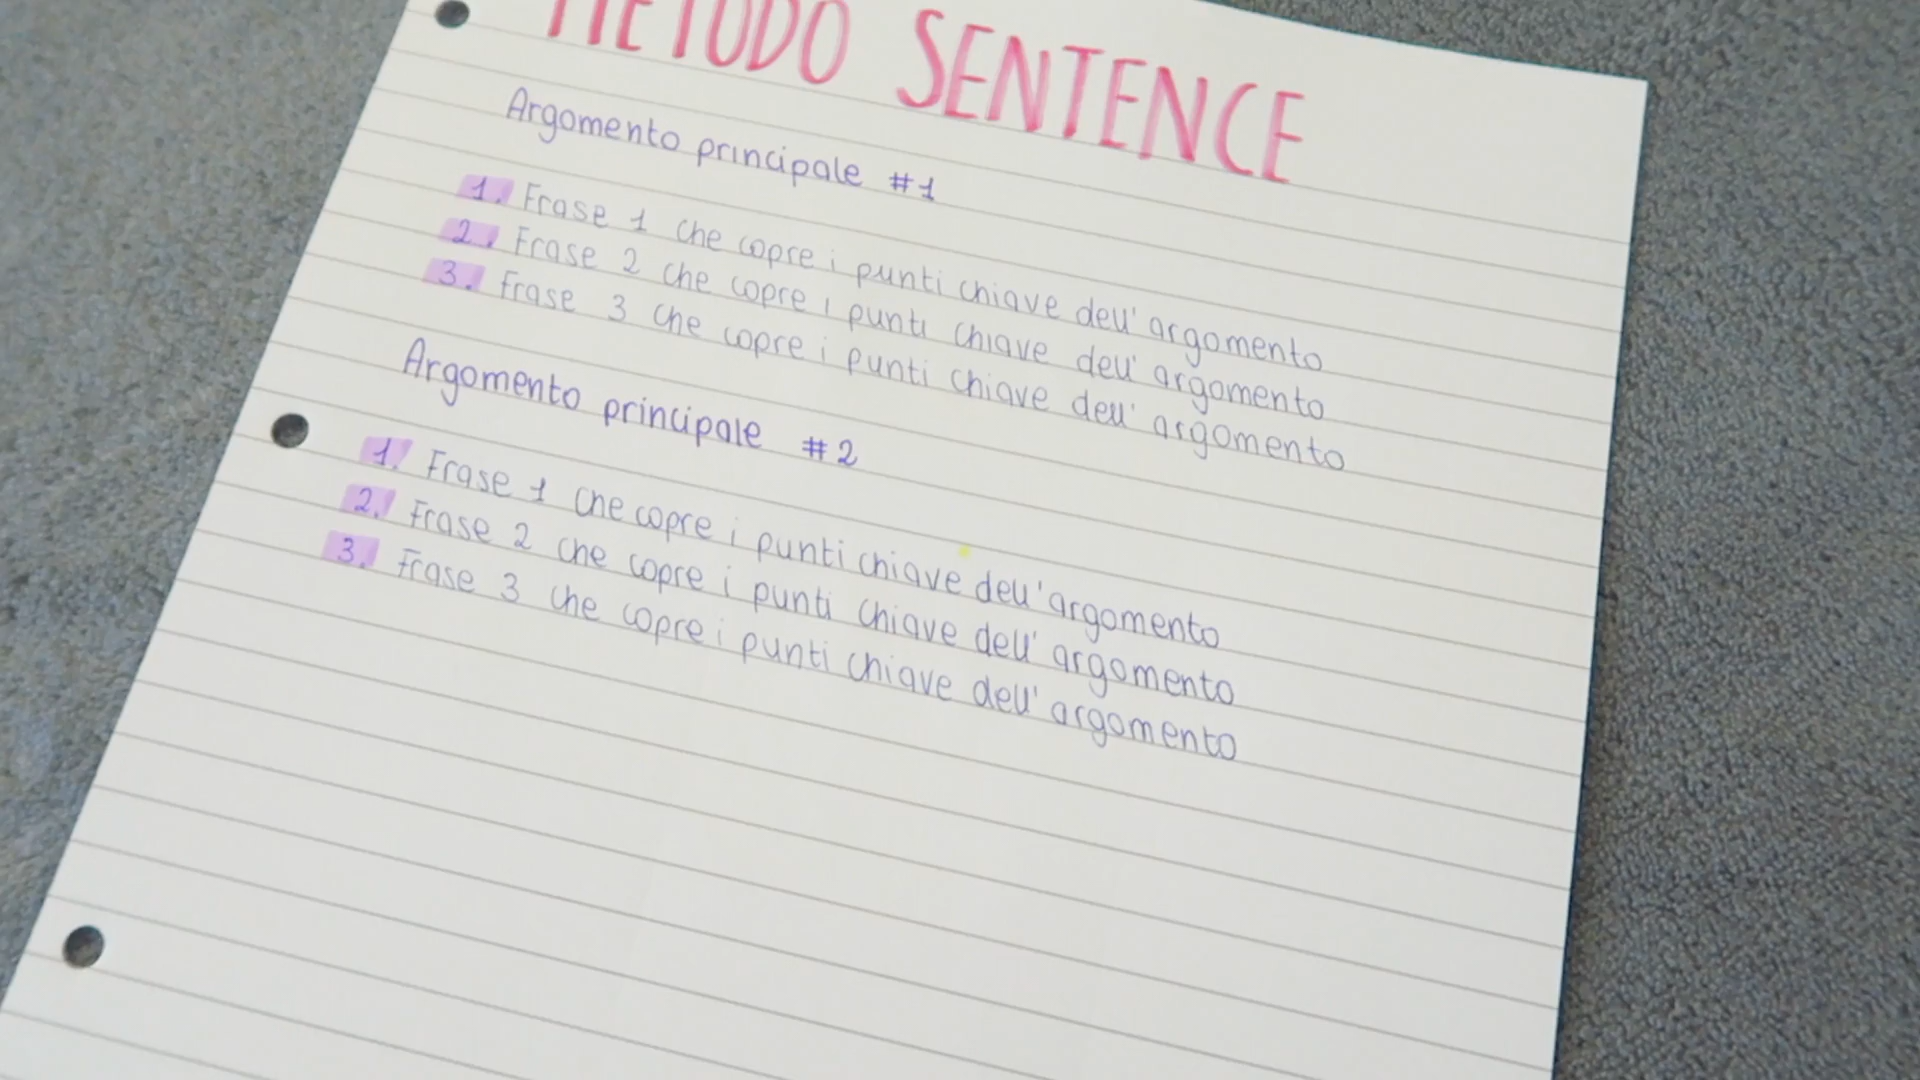 METODO SENTENCE
Argomento principale #1
1. Frase 1 che copre i punti chiave dell'argomento
2. Frase 2 che copre i punti chiave dell'argomento
3. Frase 3 che copre i punti chiave dell'argomento
Argomento principale #2
1. Frase 1 che copre i punti chiave dell'argomento
2. Frase 2 che copre i punti chiave dell'argomento
3. Frase 3 che copre i punti chiave dell'argomento